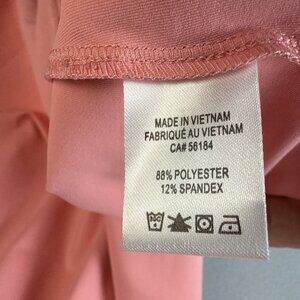 MADE IN VIETNAM
FABRIQUÉ AU VIETNAM
CA# 56184
88% POLYESTER
12% SPANDEX